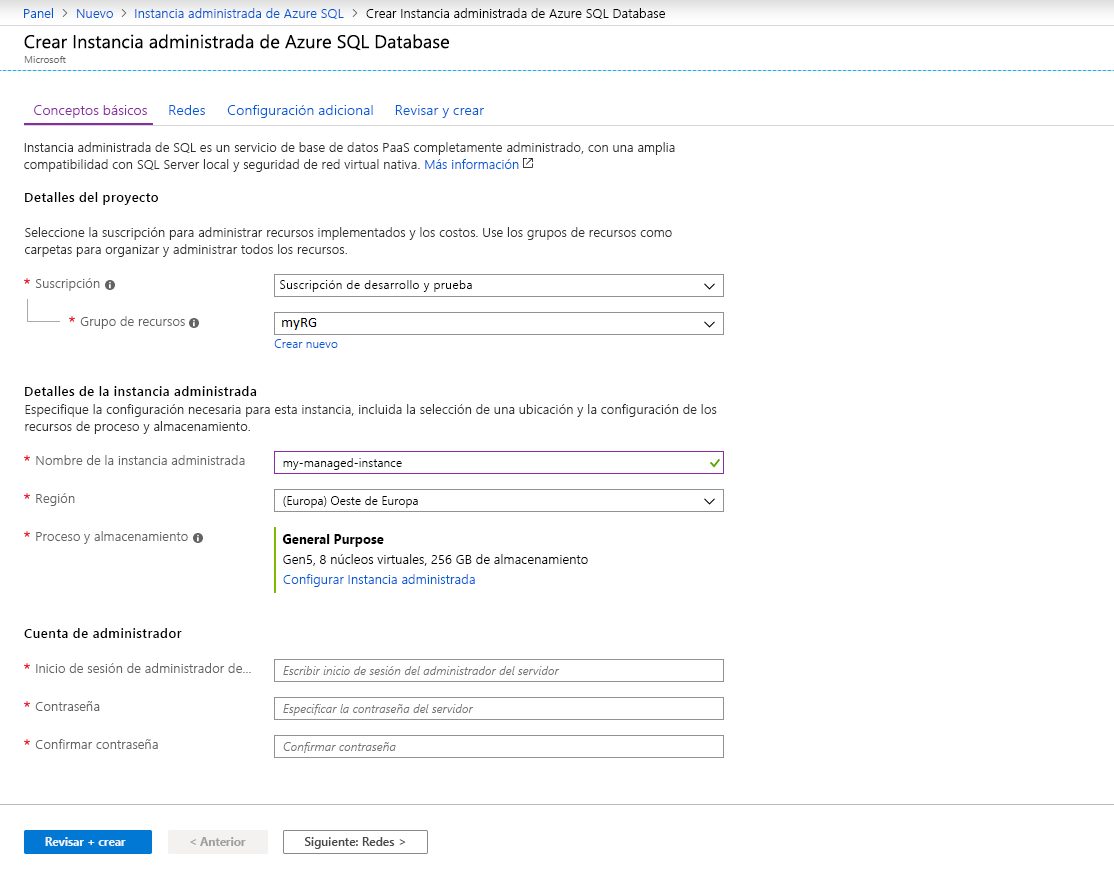 Panel > Nuevo > Instancia administrada de Azure SQL > Crear Instancia administrada de Azure SQL Database
Crear Instancia administrada de Azure SQL Database
Microsoft
Conceptos básicos Redes Configuración adicional Revisar y crear
Instancia administrada de SQL es un servicio de base de datos PaaS completamente administrado, con una amplia
compatibilidad con SQL Server local y seguridad de red virtual nativa. Más información
Detalles del proyecto
Seleccione la suscripción para administrar recursos implementados y los costos. Use los grupos de recursos como
carpetas para organizar y administrar todos los recursos.
* Suscripción Suscripción de desarrollo y prueba
* Grupo de recursos myRG
Crear nuevo
Detalles de la instancia administrada
Especifique la configuración necesaria para esta instancia, incluida la selección de una ubicación y la configuración de los
recursos de proceso y almacenamiento.
* Nombre de la instancia administrada my-managed-instance
* Región (Europa) Oeste de Europa
* Proceso y almacenamiento General Purpose
Gen5, 8 núcleos virtuales, 256 GB de almacenamiento
Configurar Instancia administrada
Cuenta de administrador
* Inicio de sesión de administrador de... Escribir inicio de sesión del administrador del servidor
* Contraseña Especificar la contraseña del servidor
* Confirmar contraseña Confirmar contraseña
Revisar + crear < Anterior Siguiente: Redes >